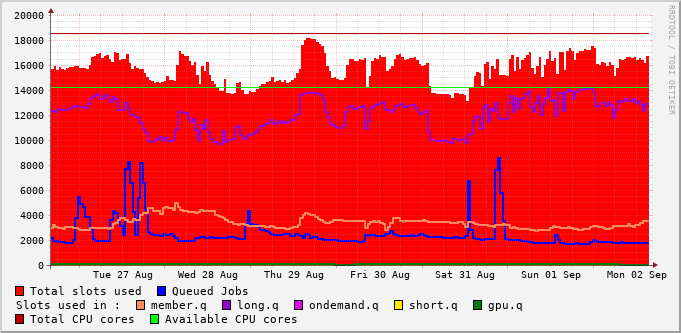 20000
18000
16000
14000
12000
10000
8000
6000
4000
2000
0
Tue 27 Aug Wed 28 Aug Thu 29 Aug Fri 30 Aug Sat 31 Aug Sun 01 Sep Mon 02 Sep
Total slots used Queued Jobs
Slots used in : member.q long.q ondemand.q short.q gpu.q
Total CPU cores Available CPU cores
RRDTOOL / TOBI OETIKER